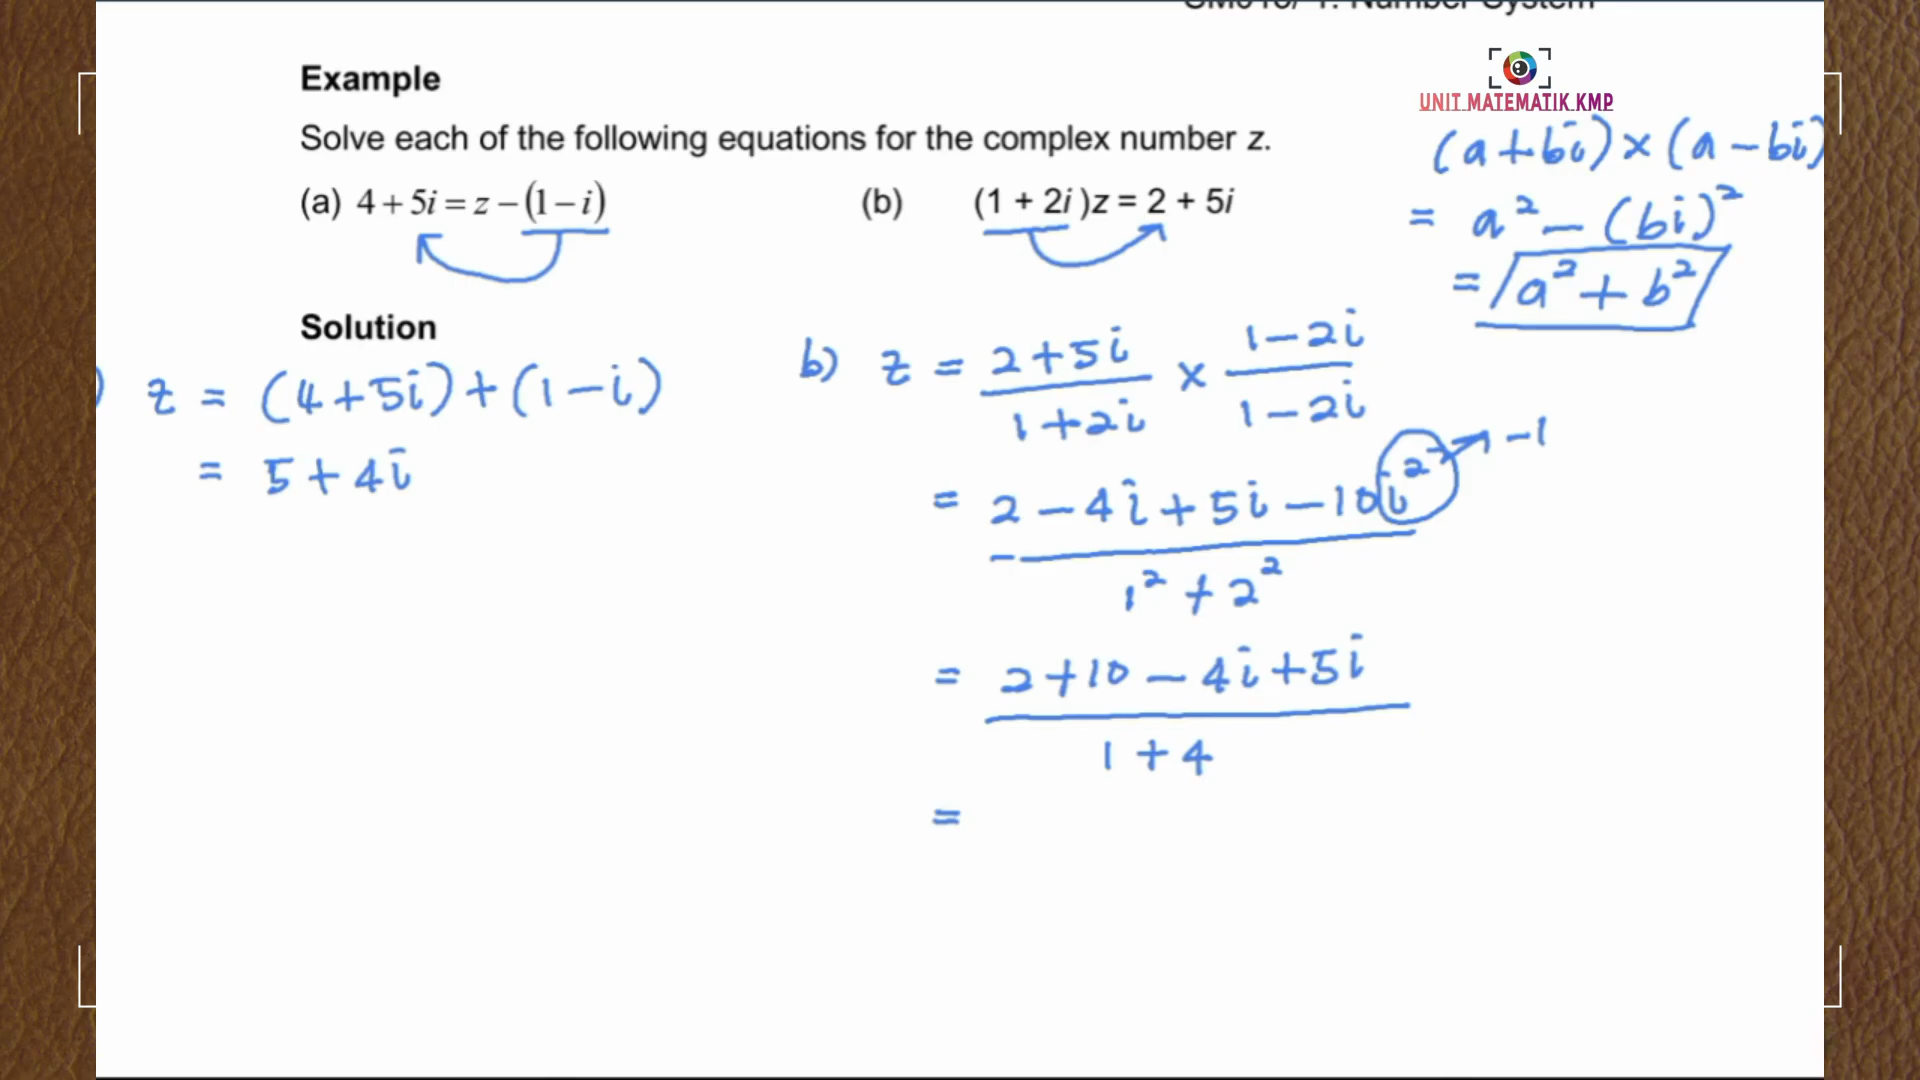 UNIT MATEMATIK KMP
Example
Solve each of the following equations for the complex number z.
(a) 4 + 5i = z − (1 − i)
(b) (1 + 2i )z = 2 + 5i
(a + bi) × (a − bi)
= a² − (bi)²
= a² + b²
Solution
) z = (4 + 5i) + (1 − i)
= 5 + 4i
b) z = 2 + 5i / 1 + 2i × 1 − 2i / 1 − 2i
= 2 − 4i + 5i − 10i² → −1
1² + 2²
= 2 + 10 − 4i + 5i
1 + 4
=